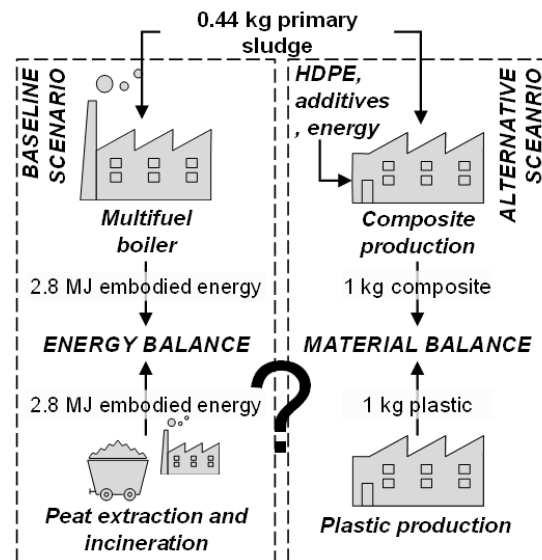 0.44 kg primary
sludge
BASELINE
SCENARIO
HDPE,
additives
, energy
ALTERNATIVE
SCEANRIO
Multifuel
boiler
Composite
production
2.8 MJ embodied energy
1 kg composite
ENERGY BALANCE
MATERIAL BALANCE
?
2.8 MJ embodied energy
1 kg plastic
Peat extraction and
incineration
Plastic production